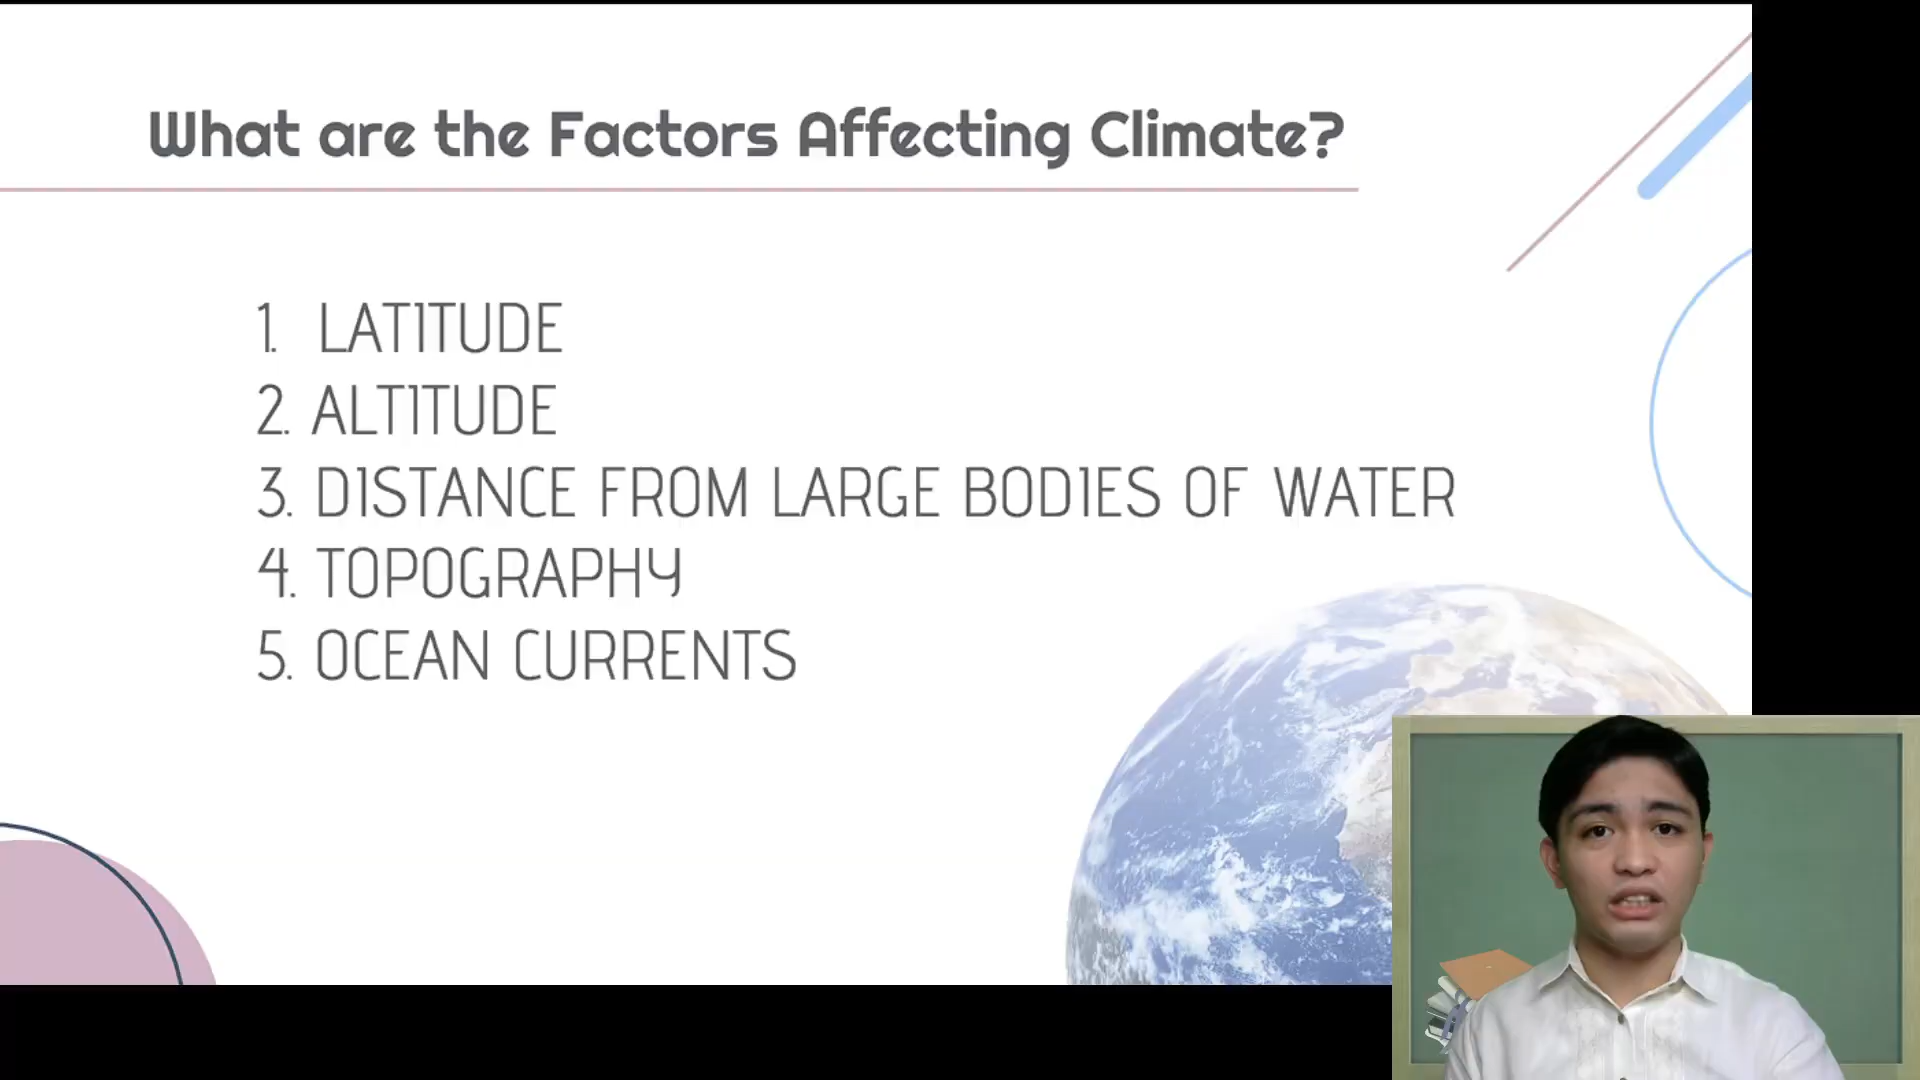 What are the Factors Affecting Climate?
1. LATITUDE
2. ALTITUDE
3. DISTANCE FROM LARGE BODIES OF WATER
4. TOPOGRAPHY
5. OCEAN CURRENTS